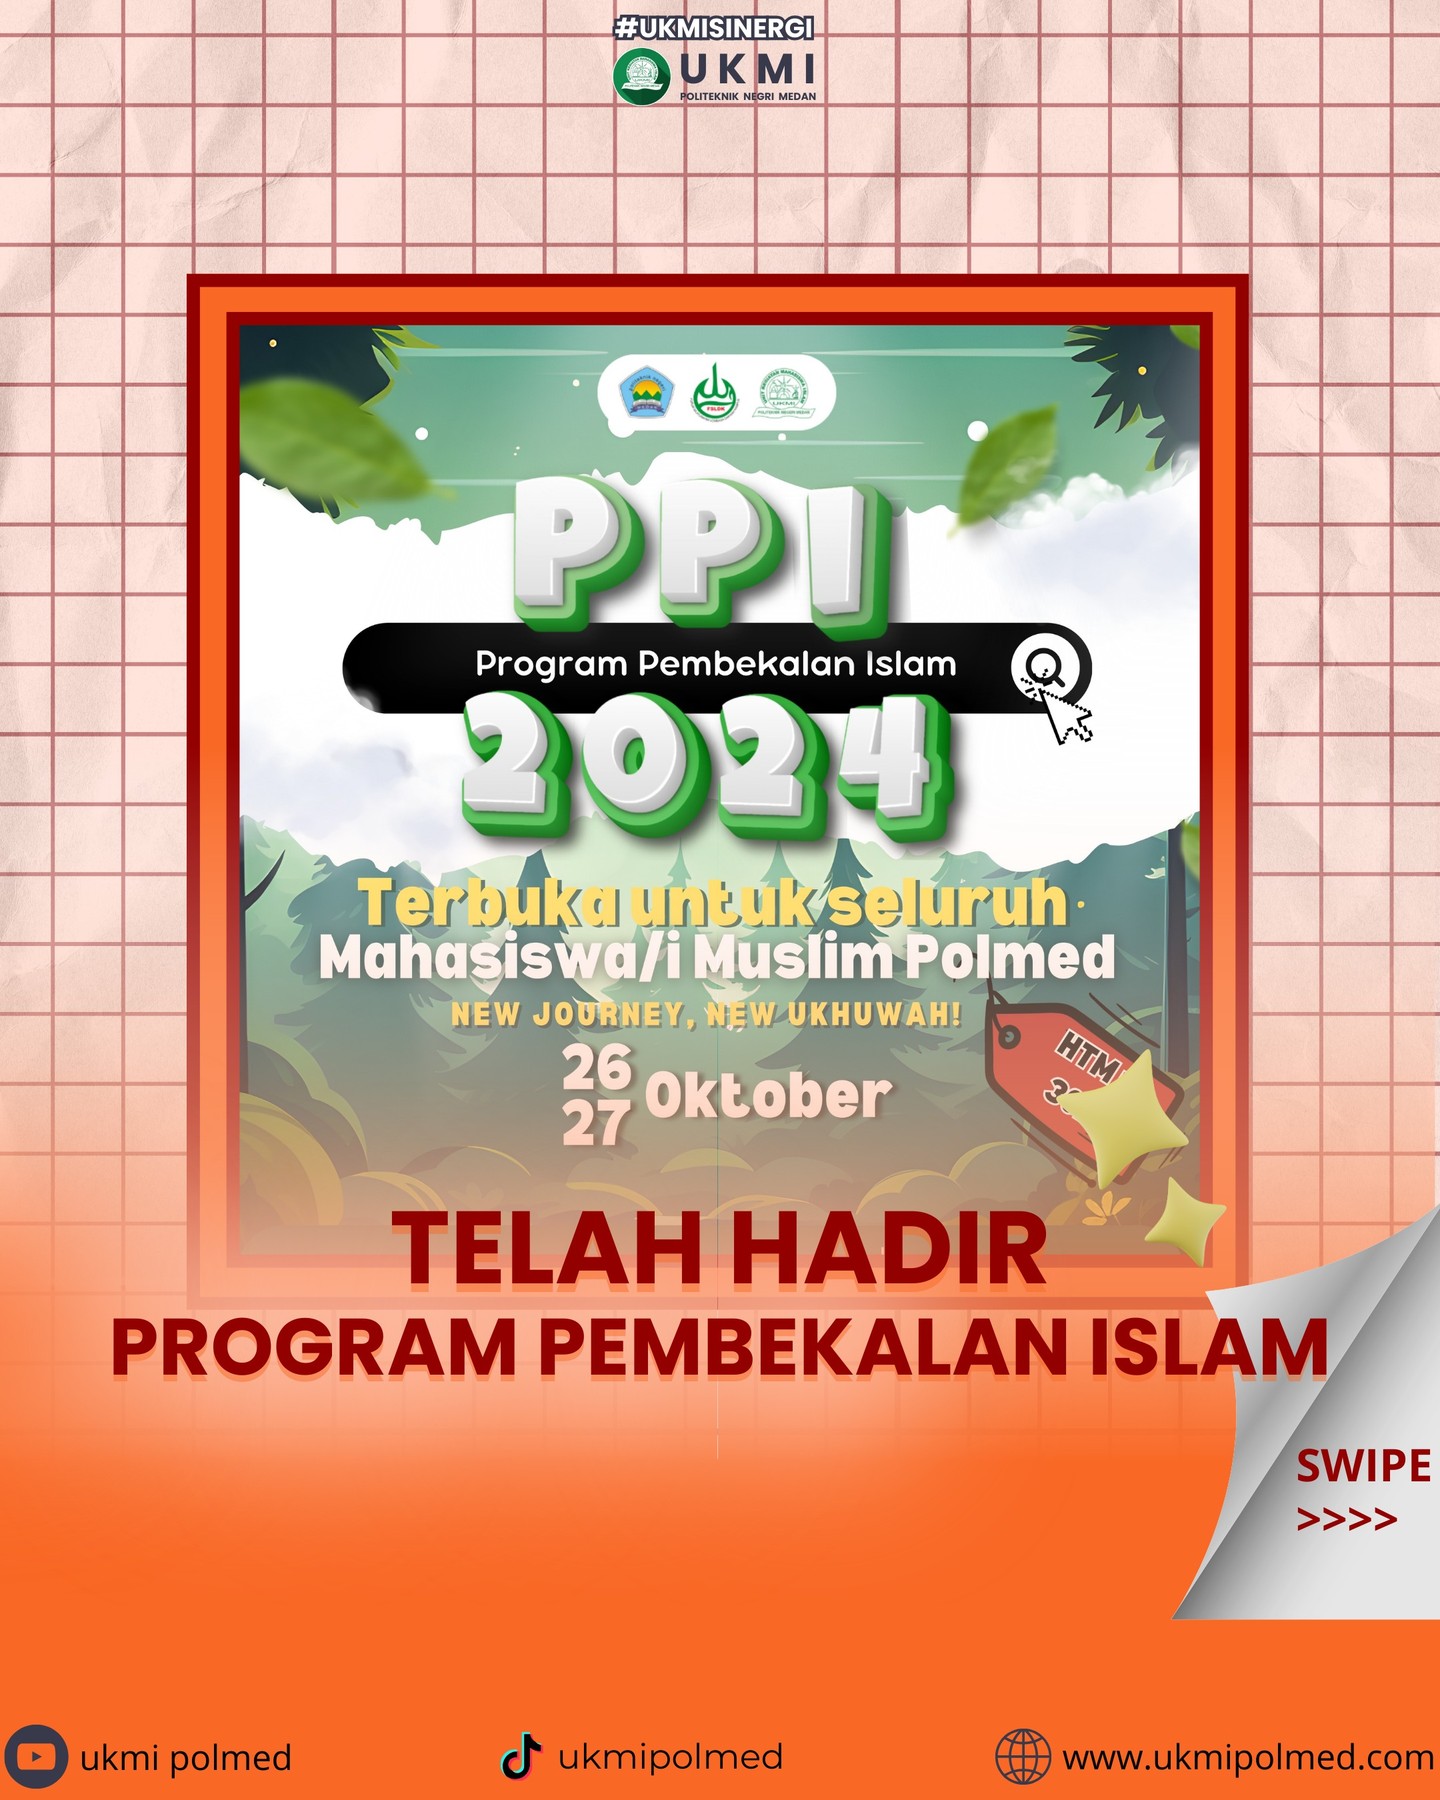 #UKMISINERGI
UKMI
POLITEKNIK NEGRI MEDAN
FSLDK
PPI
Program Pembekalan Islam
2024
Terbuka untuk seluruh
Mahasiswa/i Muslim Polmed
NEW JOURNEY, NEW UKHUWAH!
26
27
Oktober
HTM
TELAH HADIR
PROGRAM PEMBEKALAN ISLAM
SWIPE
>>>>
ukmi polmed
ukmipolmed
www.ukmipolmed.com